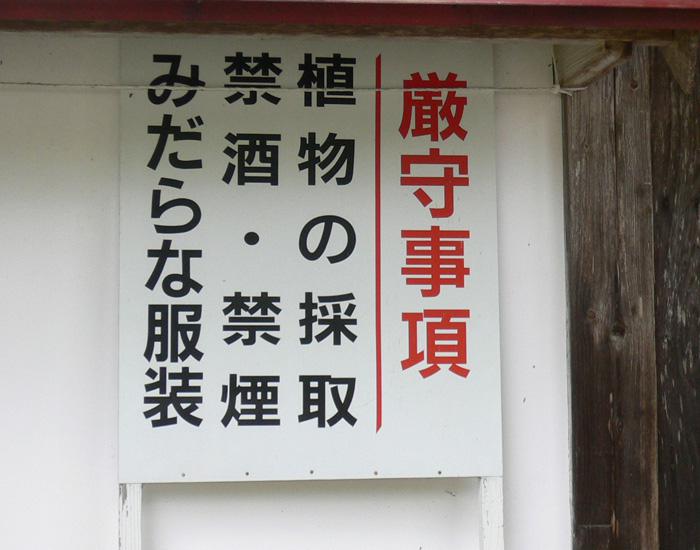 厳守事項
植物の採取
禁酒・禁煙
みだらな服装